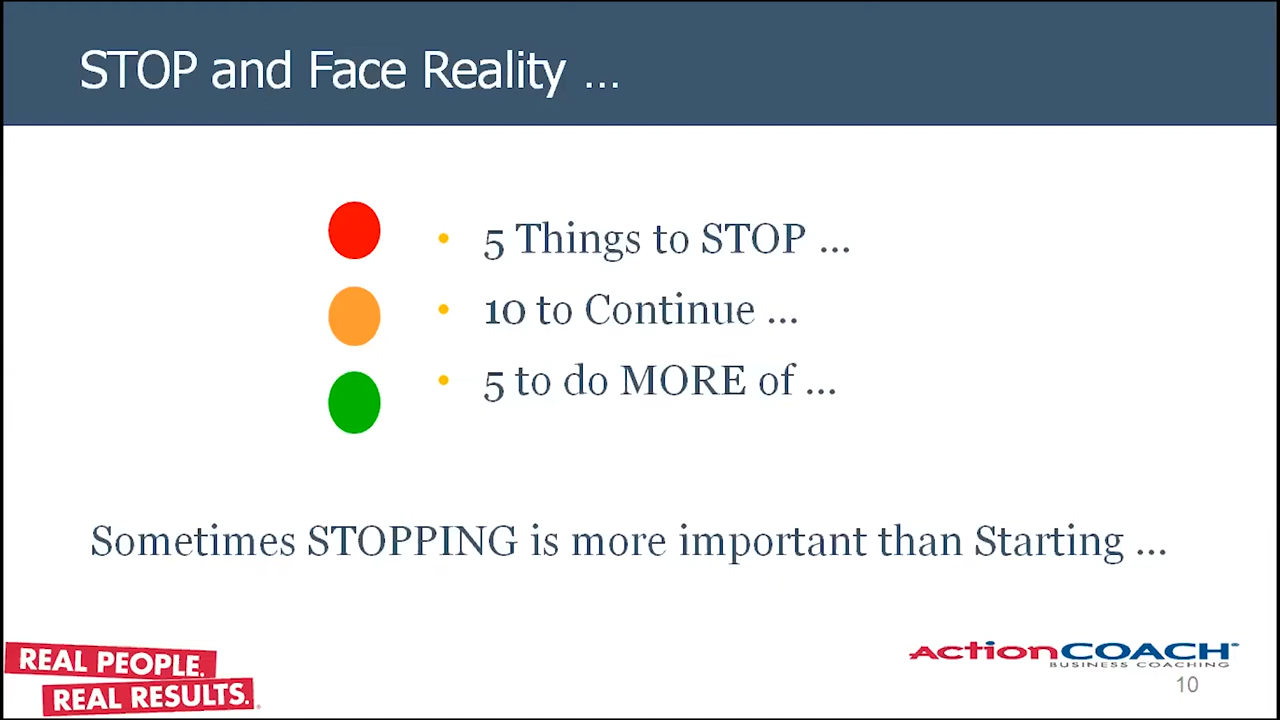 STOP and Face Reality ...
• 5 Things to STOP ...
• 10 to Continue ...
• 5 to do MORE of ...
Sometimes STOPPING is more important than Starting ...
REAL PEOPLE.
REAL RESULTS.
ActionCOACH
BUSINESS COACHING
10